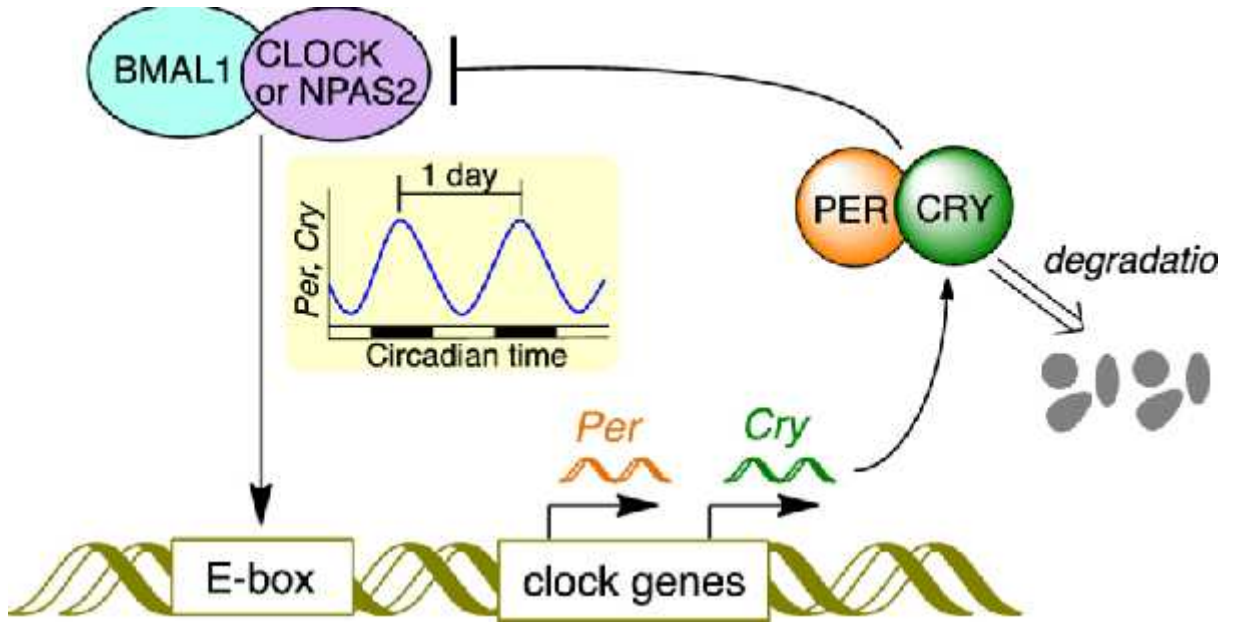 BMAL1
CLOCK
or NPAS2
1 day
Per, Cry
Circadian time
PER
CRY
degradatio
Per
Cry
E-box
clock genes